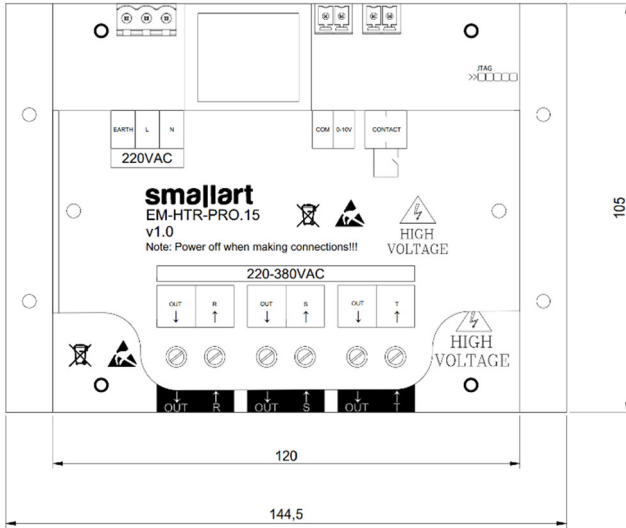 JTAG
EARTH L N
COM 0-10V
CONTACT
220VAC
smallart
EM-HTR-PRO.15
v1.0
Note: Power off when making connections!!!
HIGH
VOLTAGE
220-380VAC
OUT R OUT S OUT T
HIGH
VOLTAGE
OUT R OUT S OUT T
105
120
144,5